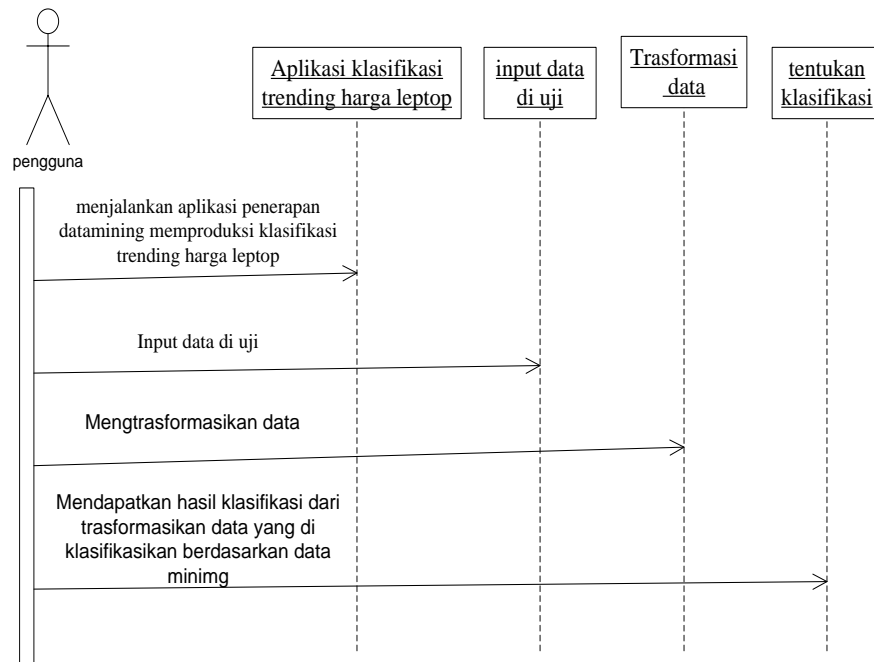 Aplikasi klasifikasi
trending harga leptop
input data
di uji
Trasformasi
data
tentukan
klasifikasi
pengguna
menjalankan aplikasi penerapan
datamining memproduksi klasifikasi
trending harga leptop
Input data di uji
Mengtrasformasikan data
Mendapatkan hasil klasifikasi dari
trasformasikan data yang di
klasifikasikan berdasarkan data
minimg